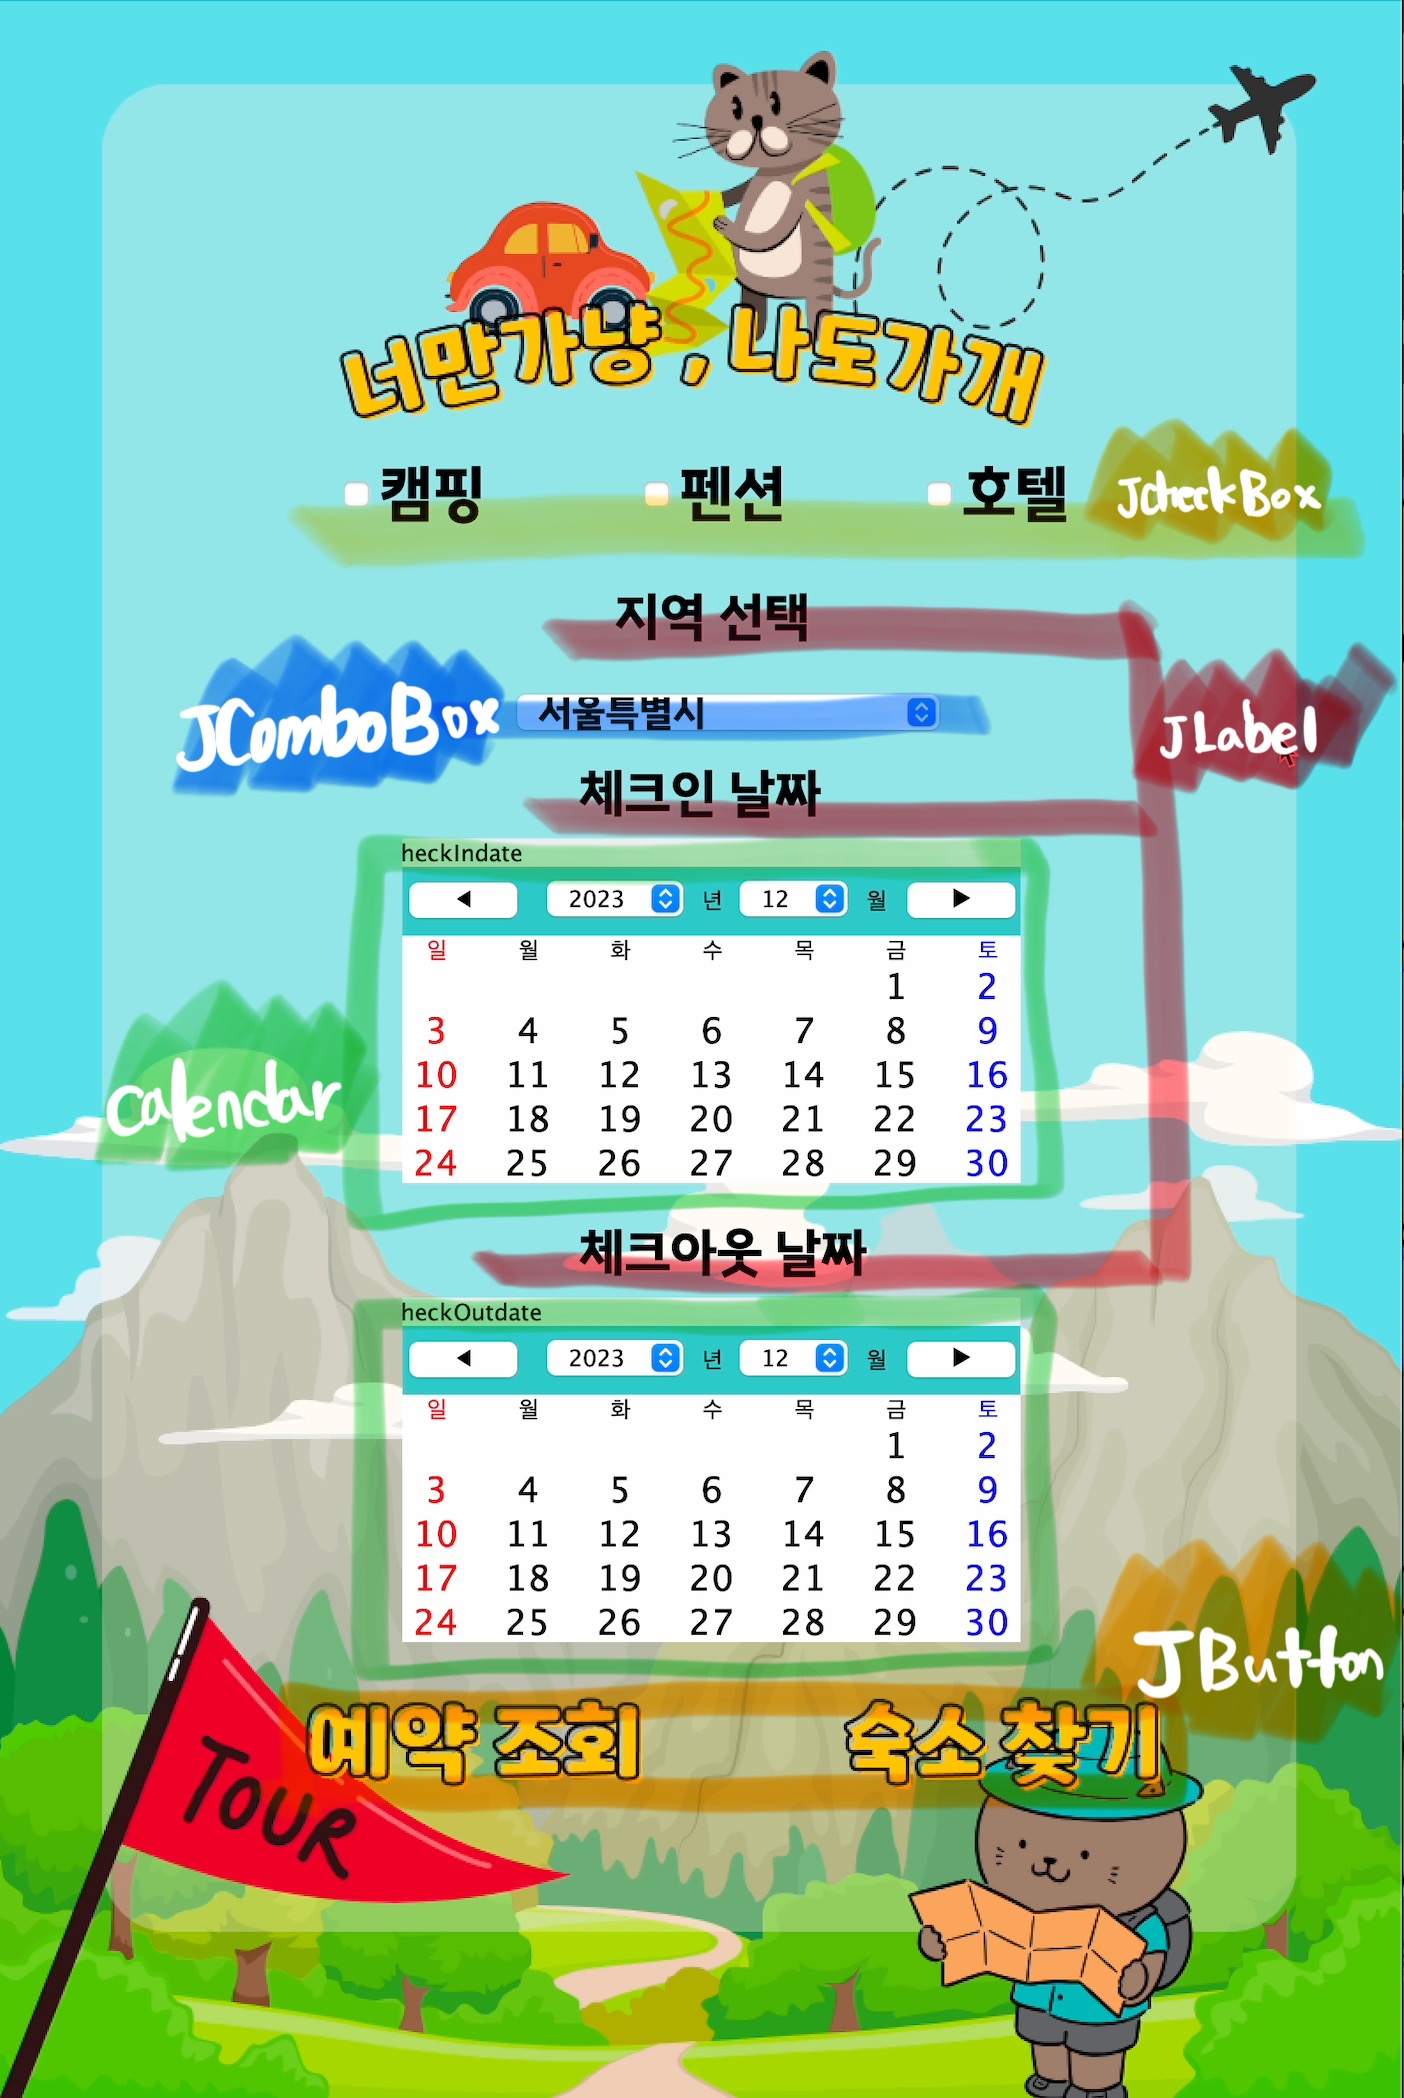 너만가냥 , 나도가개
캠핑 펜션 호텔 JCheckBox
지역 선택
JComboBox 서울특별시 JLabel
체크인 날짜
heckIndate
◀ 2023 년 12 월 ▶
일 월 화 수 목 금 토
1 2
3 4 5 6 7 8 9
10 11 12 13 14 15 16
Calendar
17 18 19 20 21 22 23
24 25 26 27 28 29 30
체크아웃 날짜
heckOutdate
◀ 2023 년 12 월 ▶
일 월 화 수 목 금 토
1 2
3 4 5 6 7 8 9
10 11 12 13 14 15 16
17 18 19 20 21 22 23
24 25 26 27 28 29 30
JButton
예약 조회 숙소 찾기
TOUR